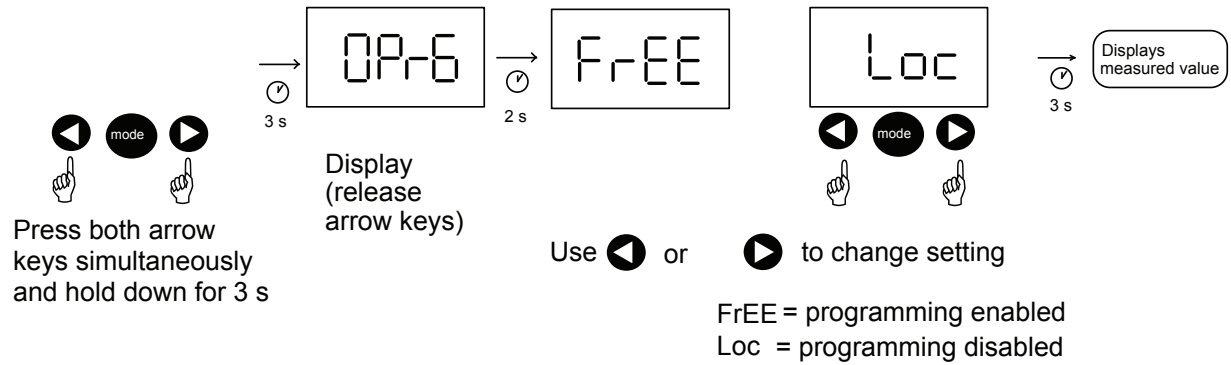 OPr6
FrEE
Loc
Displays
measured value
3 s
2 s
3 s
mode
mode
Display
(release
arrow keys)
Press both arrow
keys simultaneously
and hold down for 3 s
Use or to change setting
FrEE = programming enabled
Loc = programming disabled